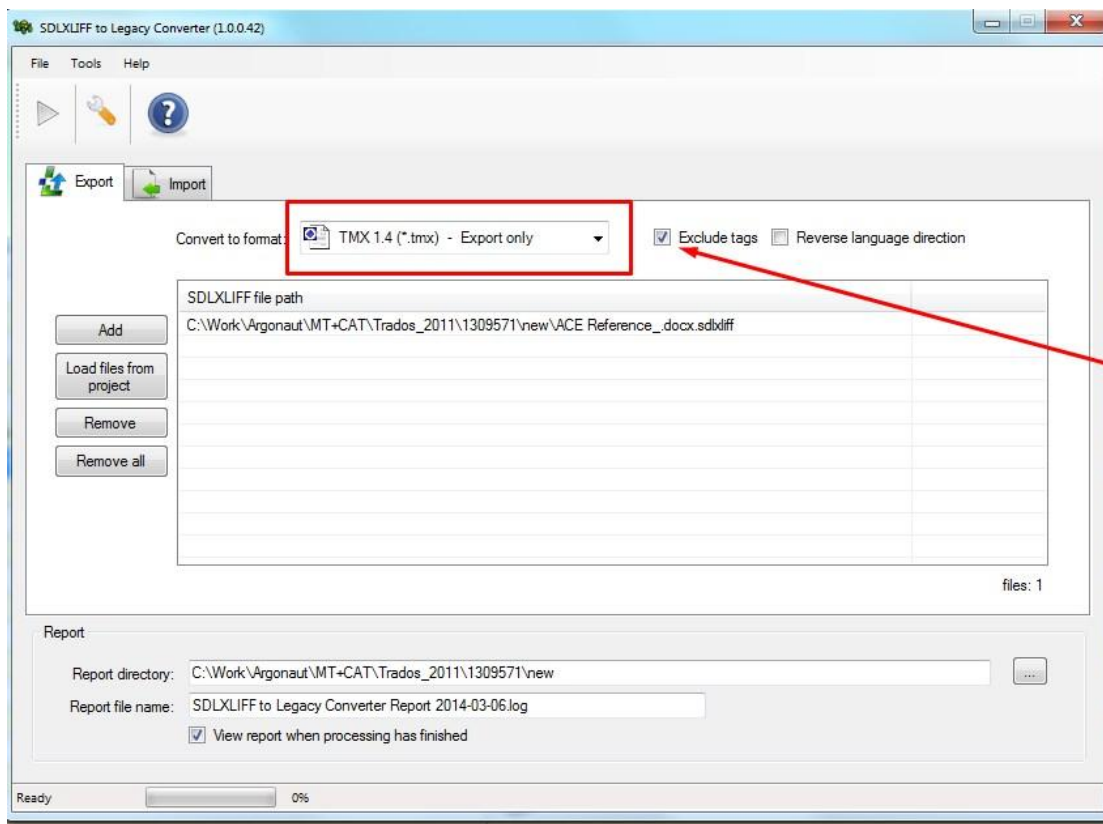 SDLXLIFF to Legacy Converter (1.0.0.42)
File Tools Help
Export Import
Convert to format: TMX 1.4 (*.tmx) - Export only Exclude tags Reverse language direction
SDLXLIFF file path
C:\Work\Argonaut\MT+CAT\Trados_2011\1309571\new\ACE Reference_.docx.sdlxliff
Add
Load files from
project
Remove
Remove all
files: 1
Report
Report directory: C:\Work\Argonaut\MT+CAT\Trados_2011\1309571\new ...
Report file name: SDLXLIFF to Legacy Converter Report 2014-03-06.log
View report when processing has finished
Ready 0%